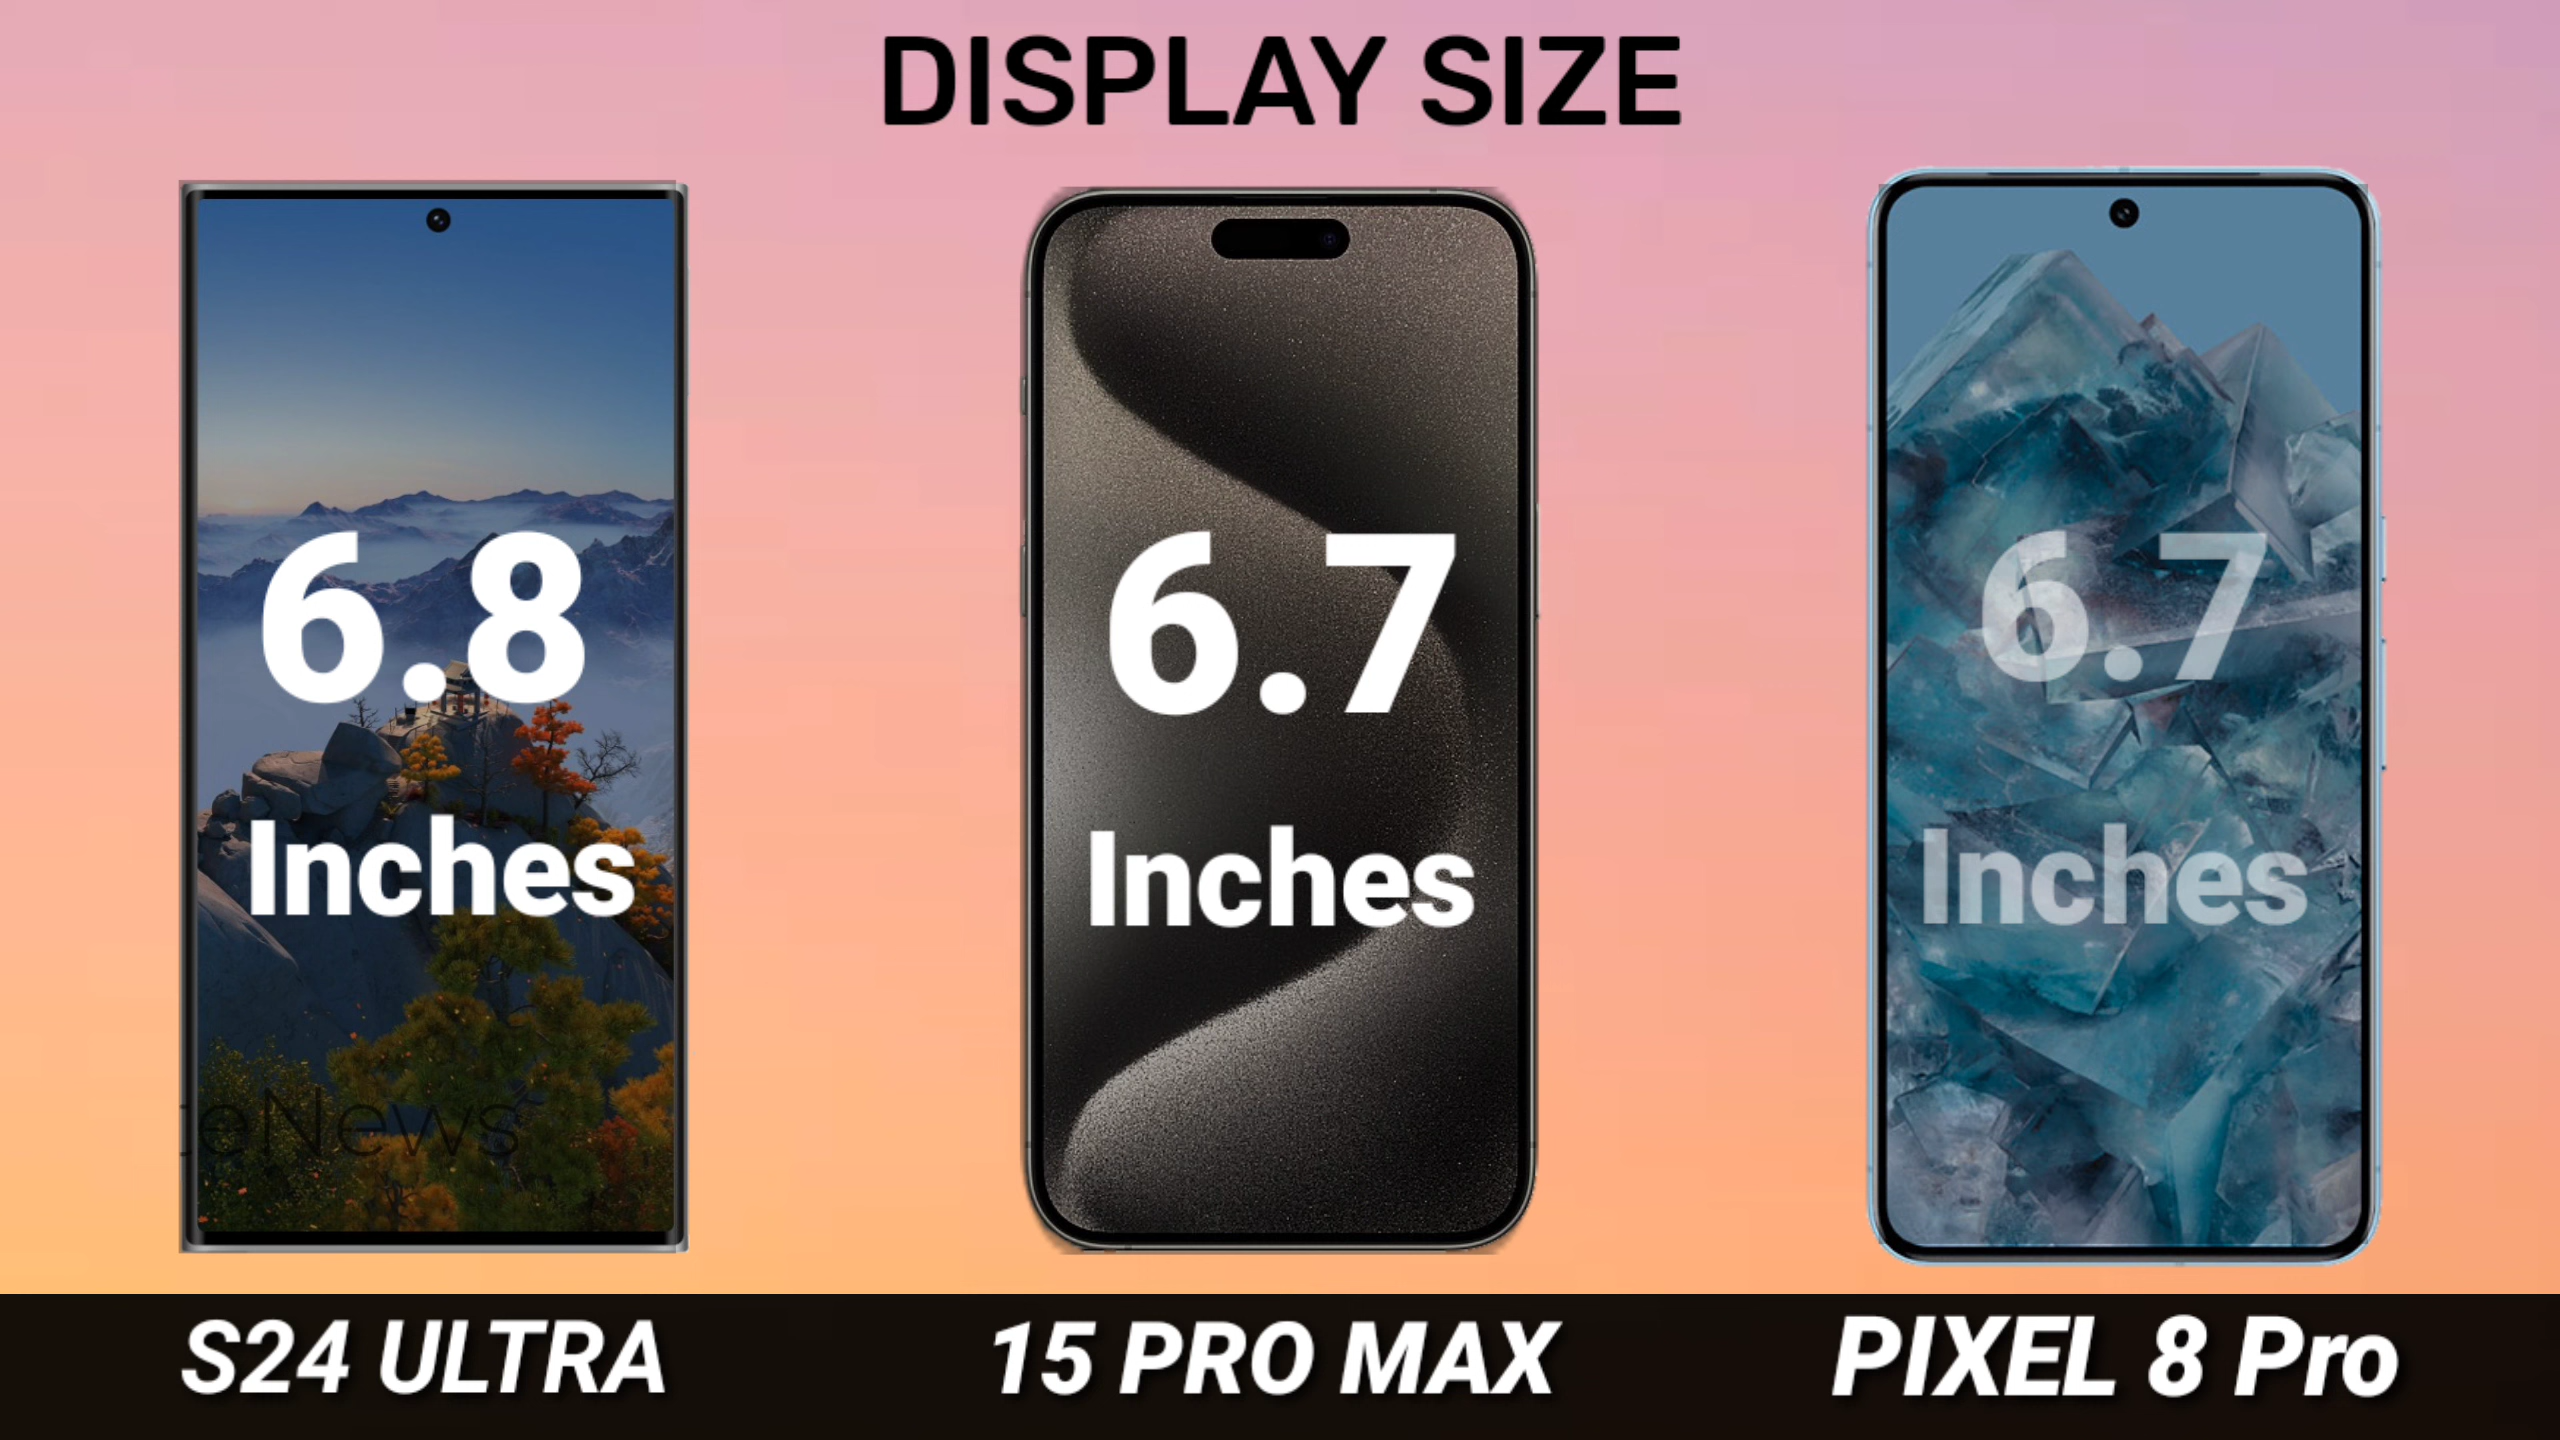 DISPLAY SIZE
6.8
Inches
6.7
Inches
6.7
Inches
eNews
S24 ULTRA
15 PRO MAX
PIXEL 8 Pro